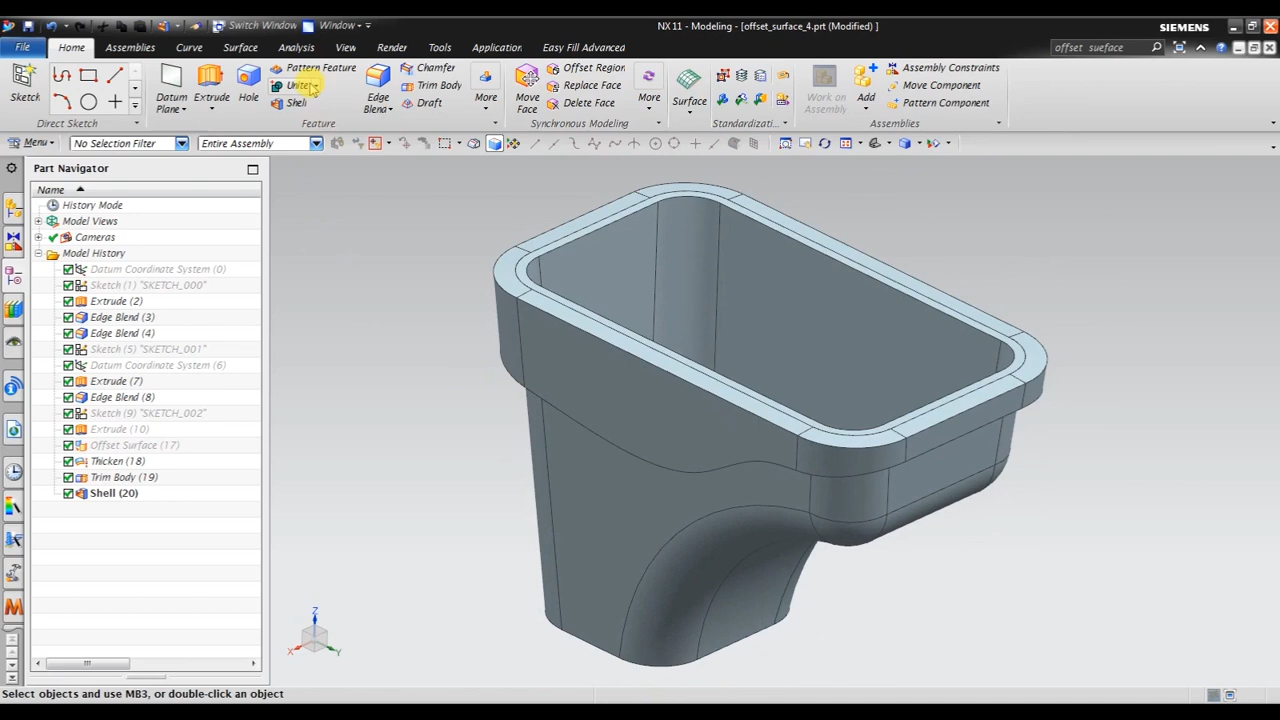 Switch Window Window NX 11 - Modeling - [offset_surface_4.prt (Modified) ] SIEMENS
File Home Assemblies Curve Surface Analysis View Render Tools Application Easy Fill Advanced offset sueface
Sketch Datum Plane Extrude Hole Pattern Feature Unite Shell Edge Blend Chamfer Trim Body Draft More Move Face Offset Region Replace Face Delete Face More Surface Work on Assembly Add Assembly Constraints Move Component Pattern Component
Direct Sketch Feature Synchronous Modeling Standardizati... Assemblies
Menu No Selection Filter Entire Assembly
Part Navigator
Name
History Mode
Model Views
Cameras
Model History
Datum Coordinate System (0)
Sketch (1) "SKETCH_000"
Extrude (2)
Edge Blend (3)
Edge Blend (4)
Sketch (5) "SKETCH_001"
Datum Coordinate System (6)
Extrude (7)
Edge Blend (8)
Sketch (9) "SKETCH_002"
Extrude (10)
Offset Surface (17)
Thicken (18)
Trim Body (19)
Shell (20)
Z
X Y
Select objects and use MB3, or double-click an object